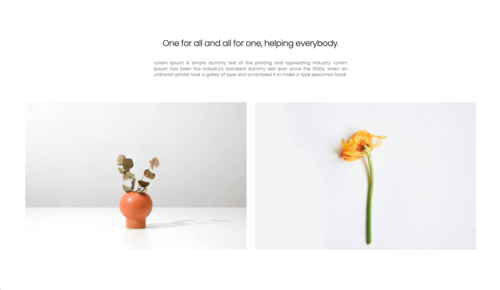 One for all and all for one, helping everybody.
Lorem Ipsum is simply dummy text of the printing and typesetting industry. Lorem
Ipsum has been the industry's standard dummy text ever since the 1500s, when an
unknown printer took a galley of type and scrambled it to make a type specimen book.